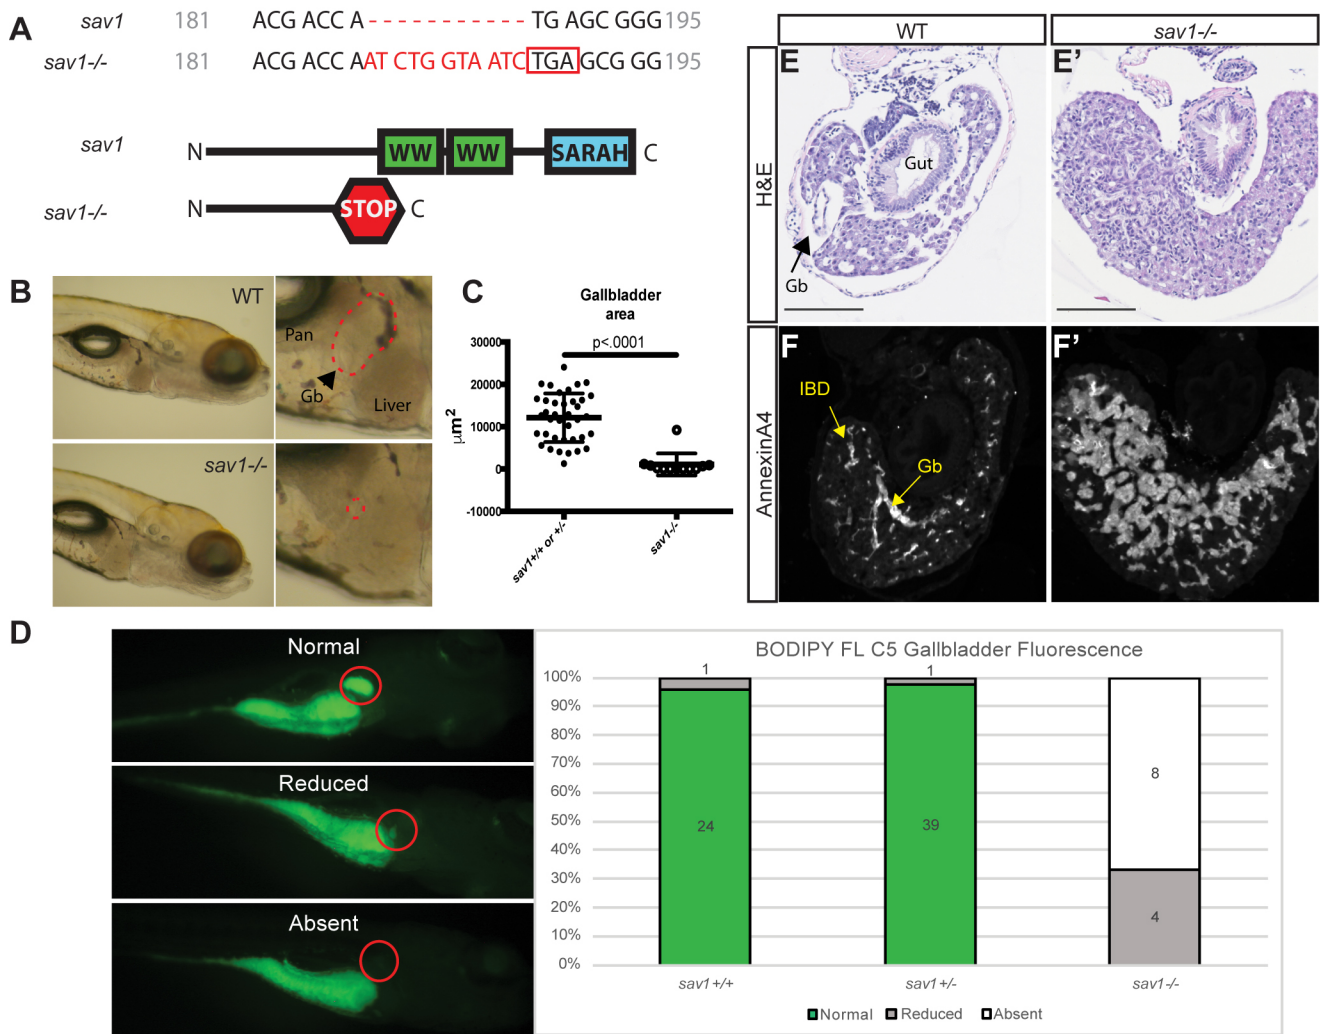 A
sav1 181 ACG ACC A - - - - - - - - - - - - TG AGC GGG 195
sav1-/- 181 ACG ACC AAT CTG GTA ATC TGA GCG GG 195
sav1 N WW WW SARAH C
sav1-/- N STOP C
B
WT
Pan
Gb
Liver
sav1-/-
C
Gallbladder
area
p<.0001
30000
20000
10000
0
-10000
μm2
sav1+/+ or +/-
sav1-/-
WT
sav1-/-
H&E
E
Gut
Gb
E'
AnnexinA4
F
IBD
Gb
F'
D
Normal
Reduced
Absent
BODIPY FL C5 Gallbladder Fluorescence
100%
90%
80%
70%
60%
50%
40%
30%
20%
10%
0%
1
24
1
39
8
4
sav1+/+
sav1+/-
sav1-/-
Normal Reduced Absent